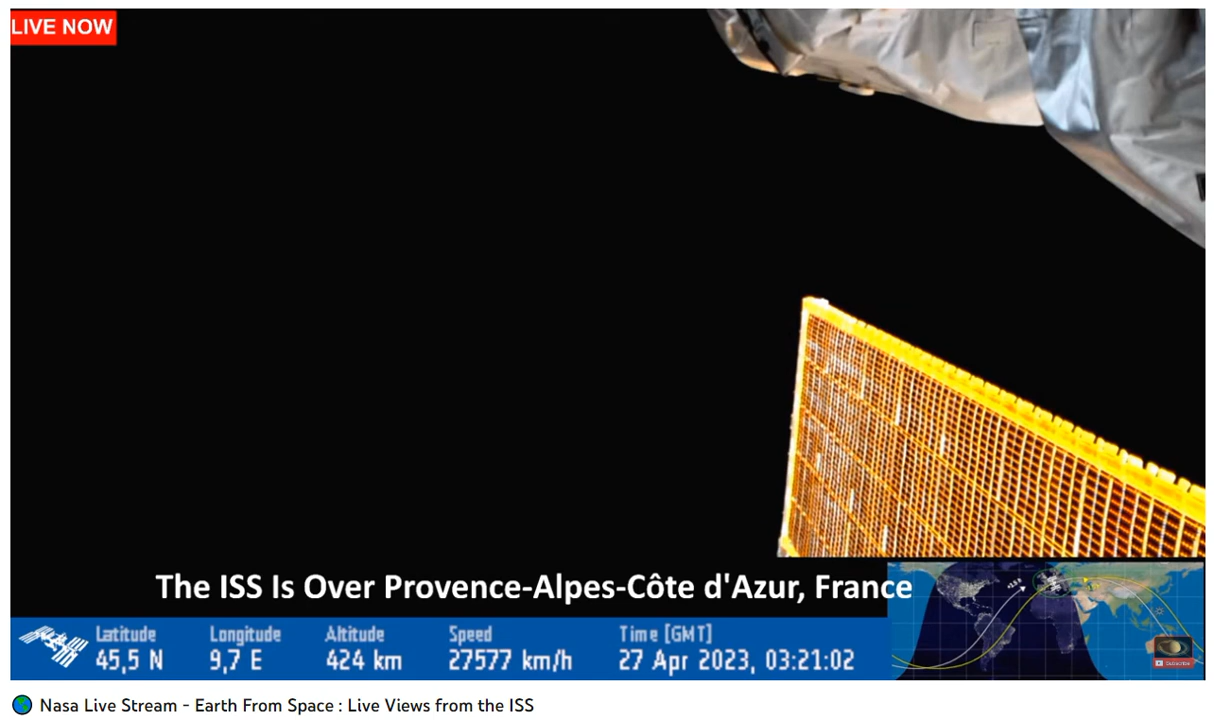 LIVE NOW
The ISS Is Over Provence-Alpes-Côte d'Azur, France
Latitude Longitude Altitude Speed Time [GMT]
45,5 N 9,7 E 424 km 27577 km/h 27 Apr 2023, 03:21:02
Subscribe
Nasa Live Stream - Earth From Space : Live Views from the ISS